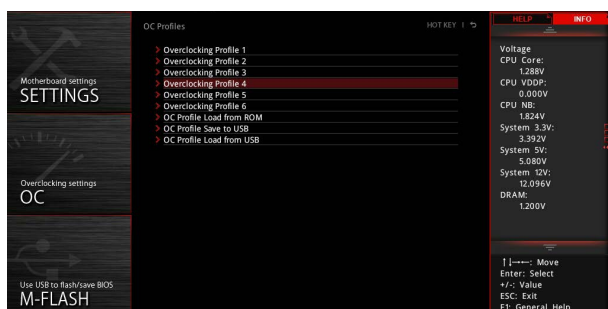 Motherboard settings
SETTINGS
Overclocking settings
OC
Use USB to flash/save BIOS
M-FLASH
OC Profiles
HOT KEY |
Overclocking Profile 1
Overclocking Profile 2
Overclocking Profile 3
Overclocking Profile 4
Overclocking Profile 5
Overclocking Profile 6
OC Profile Load from ROM
OC Profile Save to USB
OC Profile Load from USB
HELP
INFO
Voltage
CPU Core:
1.288V
CPU VDDP:
0.000V
CPU NB:
1.824V
System 3.3V:
3.392V
System 5V:
5.080V
System 12V:
12.096V
DRAM:
1.200V
↑↓→←: Move
Enter: Select
+/-: Value
ESC: Exit
F1: General Help